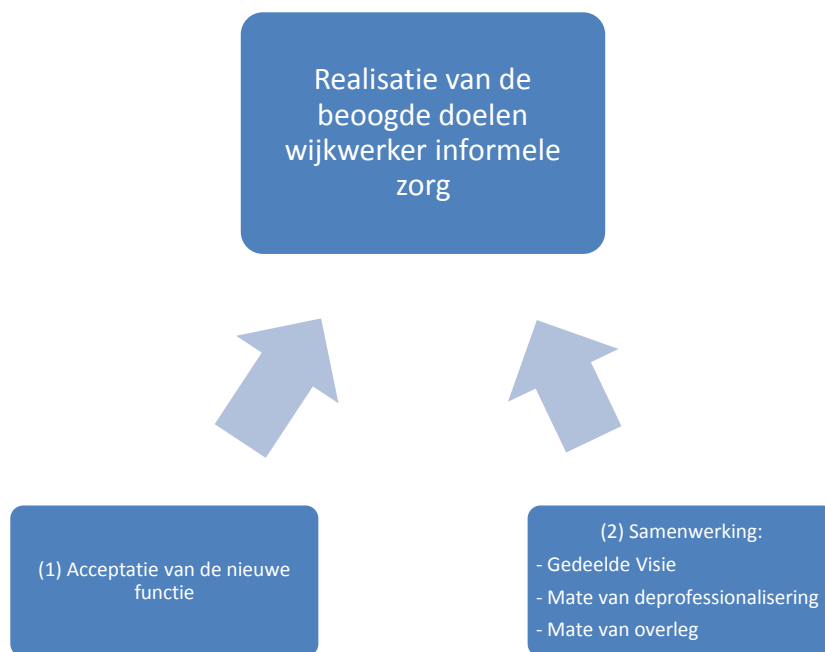 Realisatie van de
beoogde doelen
wijkwerker informele
zorg
(1) Acceptatie van de nieuwe
functie
(2) Samenwerking:
- Gedeelde Visie
- Mate van deprofessionalisering
- Mate van overleg